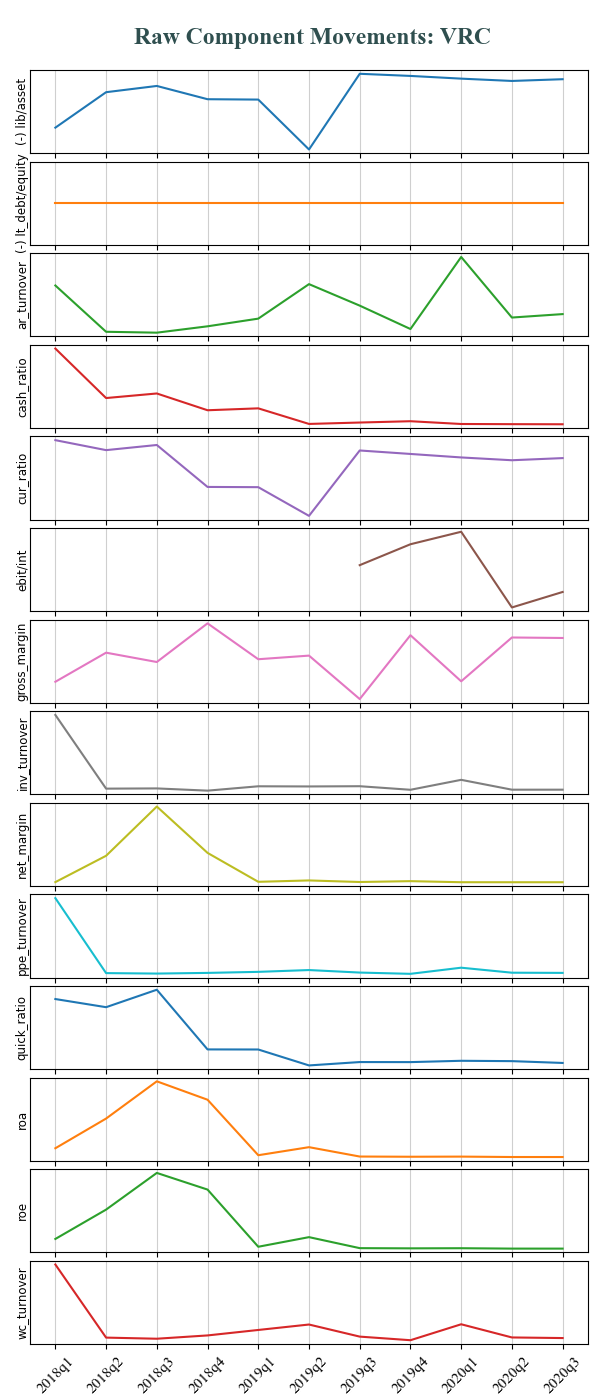 Raw Component Movements: VRC
(-) lib/asset
(-) lt_debt/equity
ar_turnover
cash_ratio
cur_ratio
ebit/int
gross_margin
inv_turnover
net_margin
ppe_turnover
quick_ratio
roa
roe
wc_turnover
2018q1 2018q2 2018q3 2018q4 2019q1 2019q2 2019q3 2019q4 2020q1 2020q2 2020q3